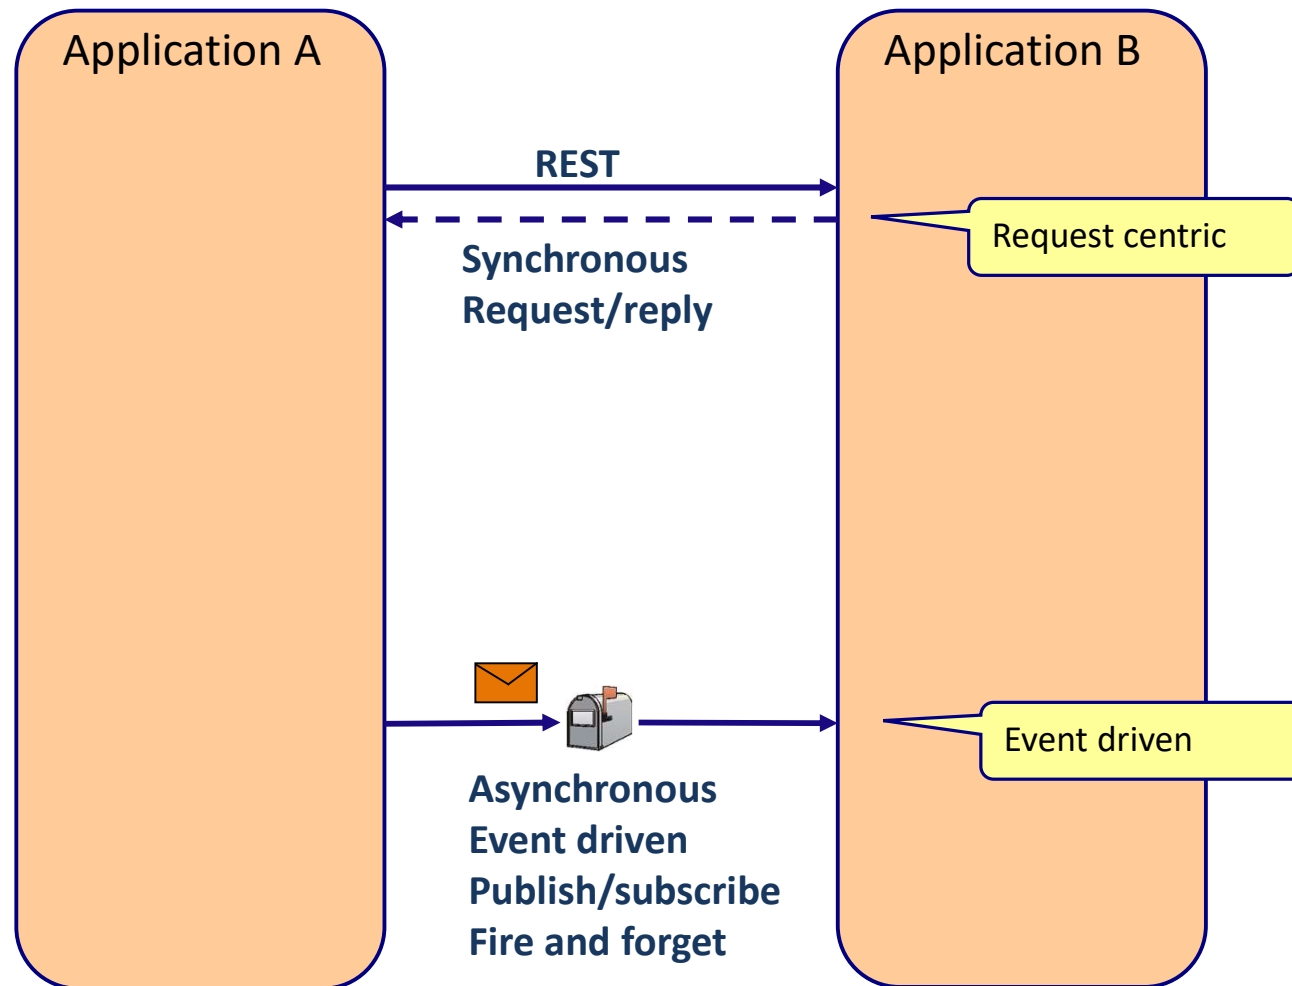 Application A
Application B
REST
Request centric
Synchronous
Request/reply
Event driven
Asynchronous
Event driven
Publish/subscribe
Fire and forget